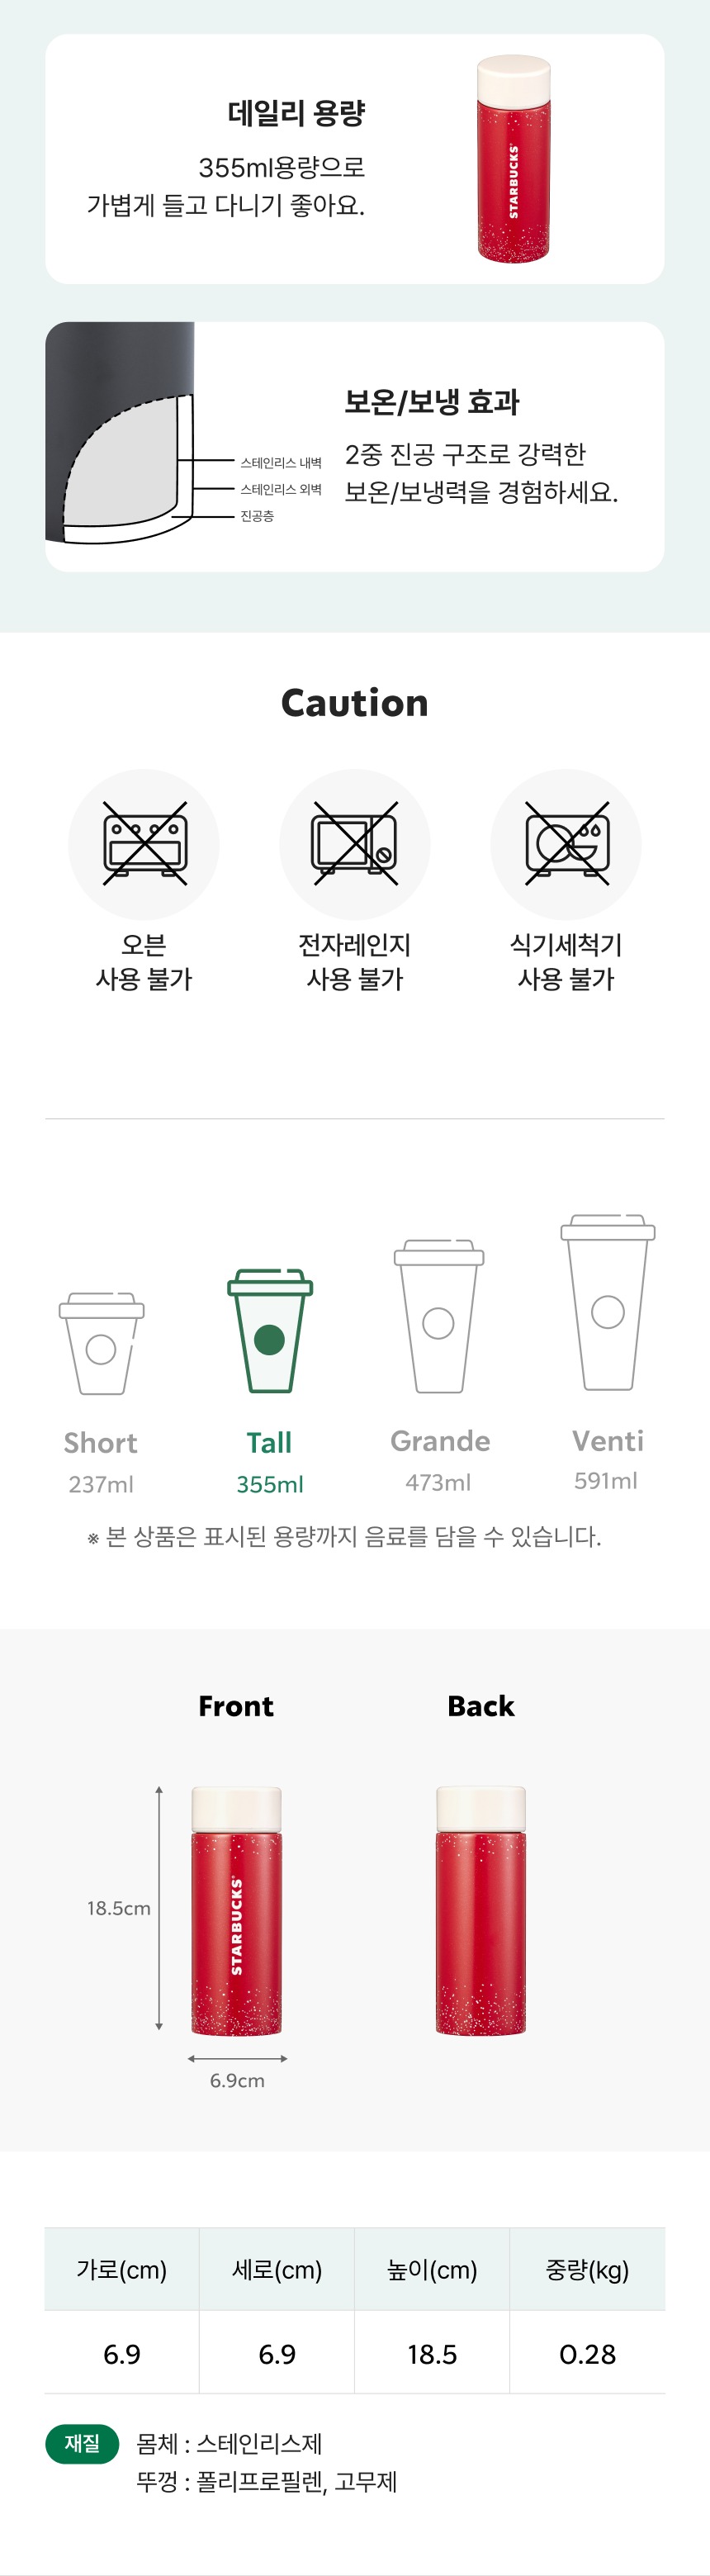 데일리 용량
355ml용량으로
가볍게 들고 다니기 좋아요.
STARBUCKS
보온/보냉 효과
2중 진공 구조로 강력한
보온/보냉력을 경험하세요.
스테인리스 내벽
스테인리스 외벽
진공층
Caution
오븐
사용 불가
전자레인지
사용 불가
식기세척기
사용 불가
Short
237ml
Tall
355ml
Grande
473ml
Venti
591ml
※ 본 상품은 표시된 용량까지 음료를 담을 수 있습니다.
Front
Back
18.5cm
STARBUCKS
6.9cm
가로(cm) 세로(cm) 높이(cm) 중량(kg)
6.9 6.9 18.5 0.28
재질 몸체 : 스테인리스제
뚜껑 : 폴리프로필렌, 고무제